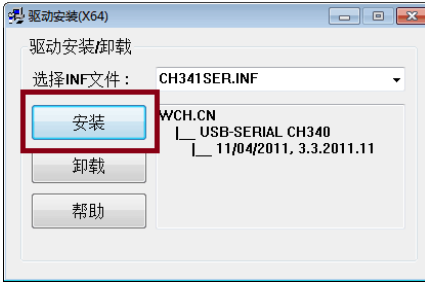 驱动安装(X64)
驱动安装/卸载
选择INF文件： CH341SER.INF
安装
WCH.CN
|__ USB-SERIAL CH340
|__ 11/04/2011, 3.3.2011.11
卸载
帮助